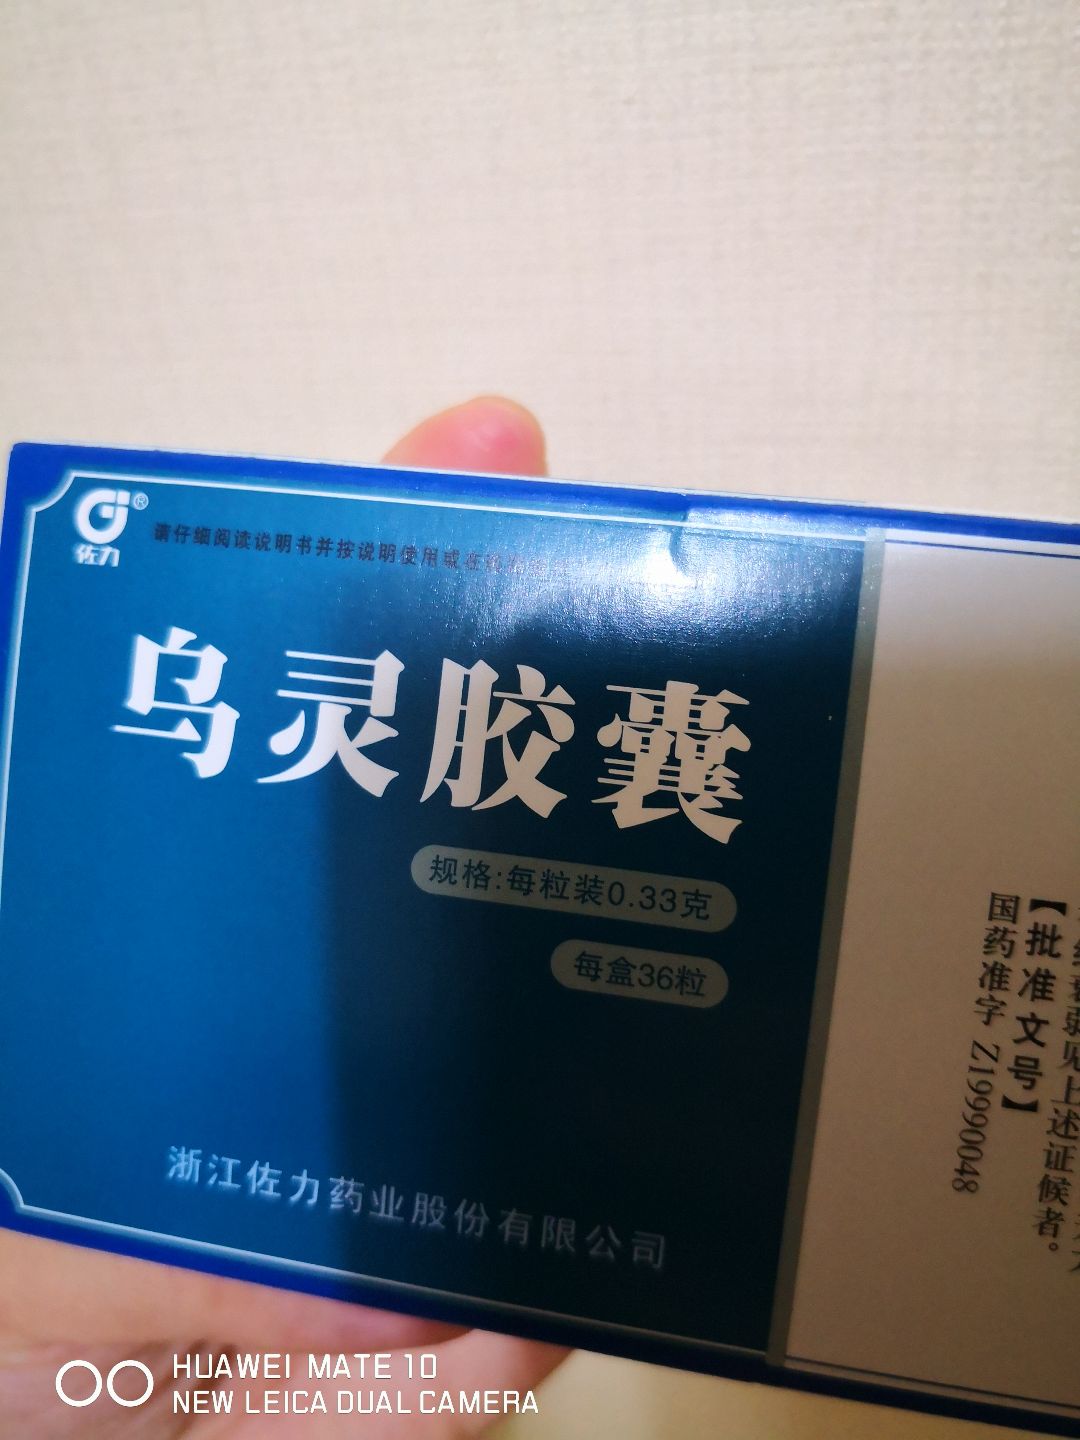 佐力
请仔细阅读说明书并按说明使用或在
乌灵胶囊
规格:每粒装0.33克
每盒36粒
浙江佐力药业股份有限公司
衰弱见上述证候者。
【批准文号】
国药准字 Z19990048
HUAWEI MATE 10
NEW LEICA DUAL CAMERA